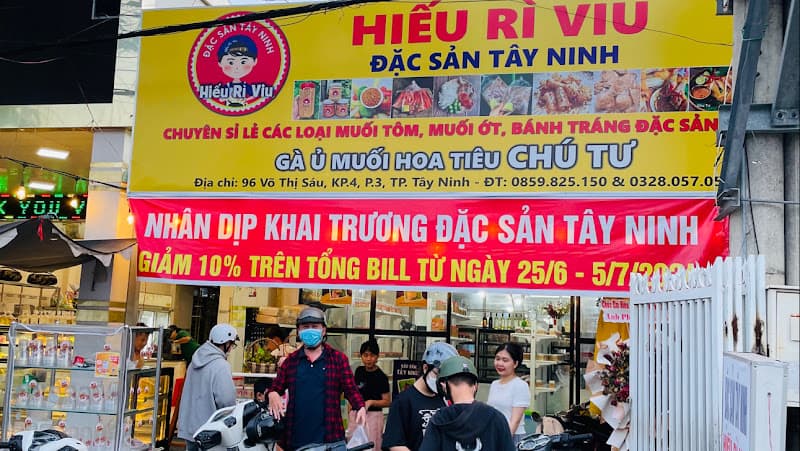 HIẾU RÌ VIU
ĐẶC SẢN TÂY NINH
ĐẶC SẢN TÂY NINH
Hiếu Rì Viu
CHUYÊN SỈ LẺ CÁC LOẠI MUỐI TÔM, MUỐI ỚT, BÁNH TRÁNG ĐẶC SẢN
GÀ Ủ MUỐI HOA TIÊU CHÚ TƯ
Địa chỉ: 96 Võ Thị Sáu, KP.4, P.3, TP. Tây Ninh - ĐT: 0859.825.150 & 0328.057.05
NHÂN DỊP KHAI TRƯƠNG ĐẶC SẢN TÂY NINH
GIẢM 10% TRÊN TỔNG BILL TỪ NGÀY 25/6 - 5/7/
YOU